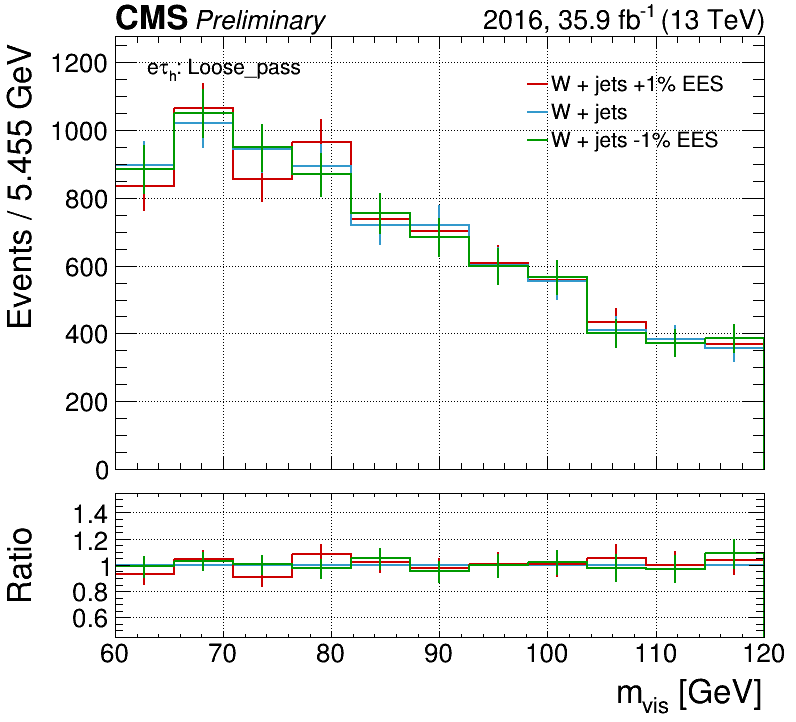 CMS Preliminary 2016, 35.9 fb⁻¹ (13 TeV)
eτₕ: Loose_pass
W + jets +1% EES
W + jets
W + jets -1% EES
Events / 5.455 GeV
1200
1000
800
600
400
200
0
Ratio
1.4
1.2
1
0.8
0.6
60 70 80 90 100 110 120
m_vis [GeV]